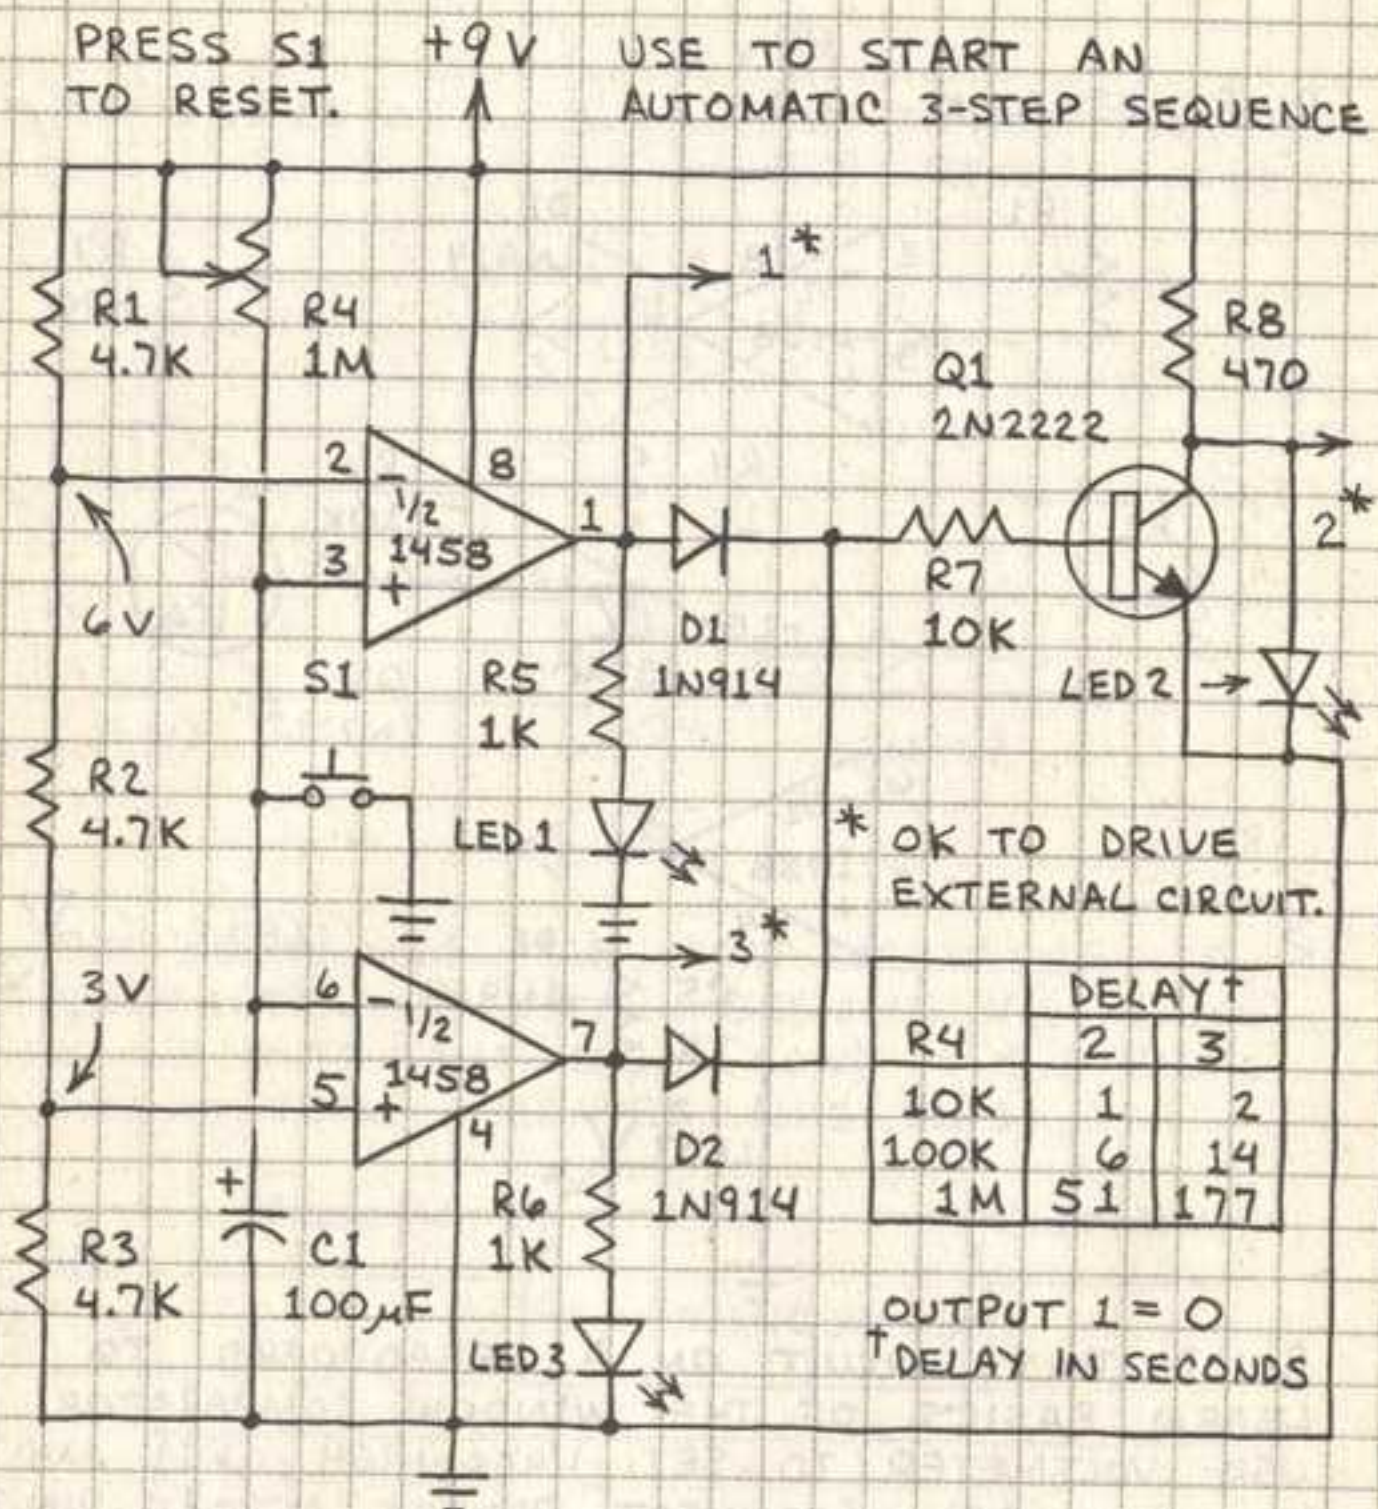 PRESS S1
TO RESET.
+9V
USE TO START AN
AUTOMATIC 3-STEP SEQUENCE
1*
R1
4.7K
R4
1M
R8
470
Q1
2N2222
2
8
-
1/2
1458
1
3
+
2*
6V
R7
10K
D1
1N914
S1
R5
1K
LED 2
R2
4.7K
LED1
* OK TO DRIVE
EXTERNAL CIRCUIT.
3*
3V
6
-
1/2
1458
7
5
+
4
DELAY†
R4 2 3
10K 1 2
100K 6 14
1M 51 177
D2
1N914
+
R6
1K
R3
4.7K
C1
100µF
LED3
OUTPUT 1 = 0
† DELAY IN SECONDS